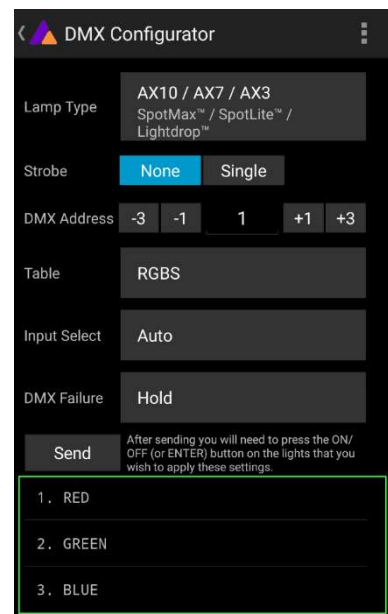 DMX Configurator
Lamp Type
AX10 / AX7 / AX3
SpotMax™ / SpotLite™ /
Lightdrop™
Strobe
None Single
DMX Address -3 -1 1 +1 +3
Table RGBS
Input Select Auto
DMX Failure Hold
Send
After sending you will need to press the ON/
OFF (or ENTER) button on the lights that you
wish to apply these settings.
1. RED
2. GREEN
3. BLUE